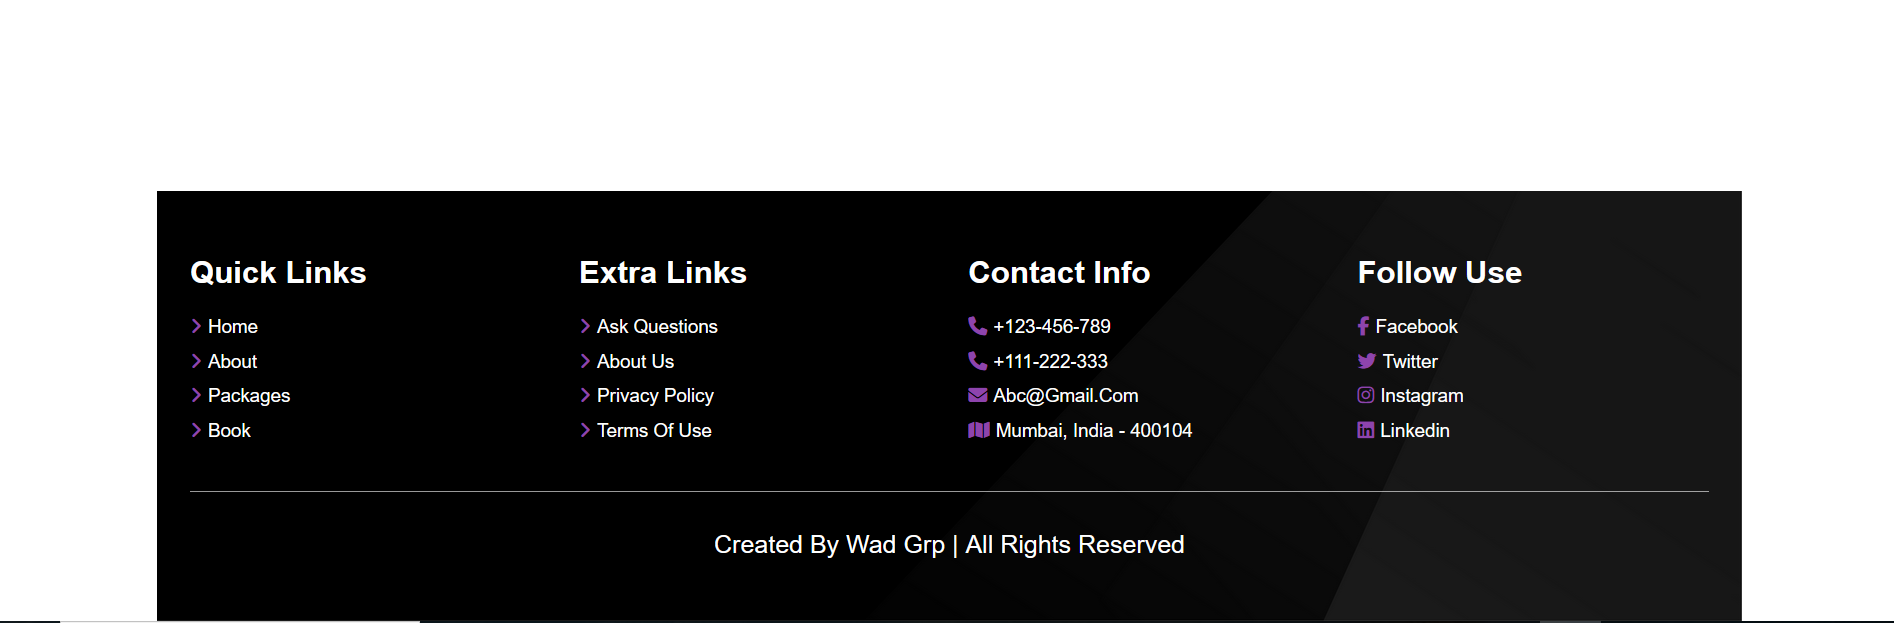 Quick Links
Home
About
Packages
Book
Extra Links
Ask Questions
About Us
Privacy Policy
Terms Of Use
Contact Info
+123-456-789
+111-222-333
Abc@Gmail.Com
Mumbai, India - 400104
Follow Use
Facebook
Twitter
Instagram
Linkedin
Created By Wad Grp | All Rights Reserved